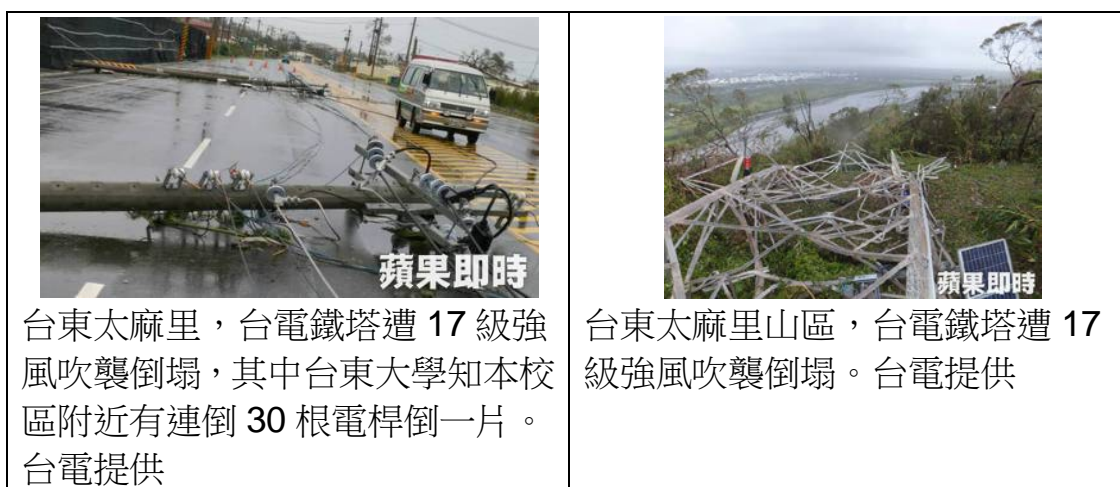 蘋果即時
台東太麻里，台電鐵塔遭 17 級強
風吹襲倒塌，其中台東大學知本校
區附近有連倒 30 根電桿倒一片。
台電提供
蘋果即時
台東太麻里山區，台電鐵塔遭 17
級強風吹襲倒塌。台電提供